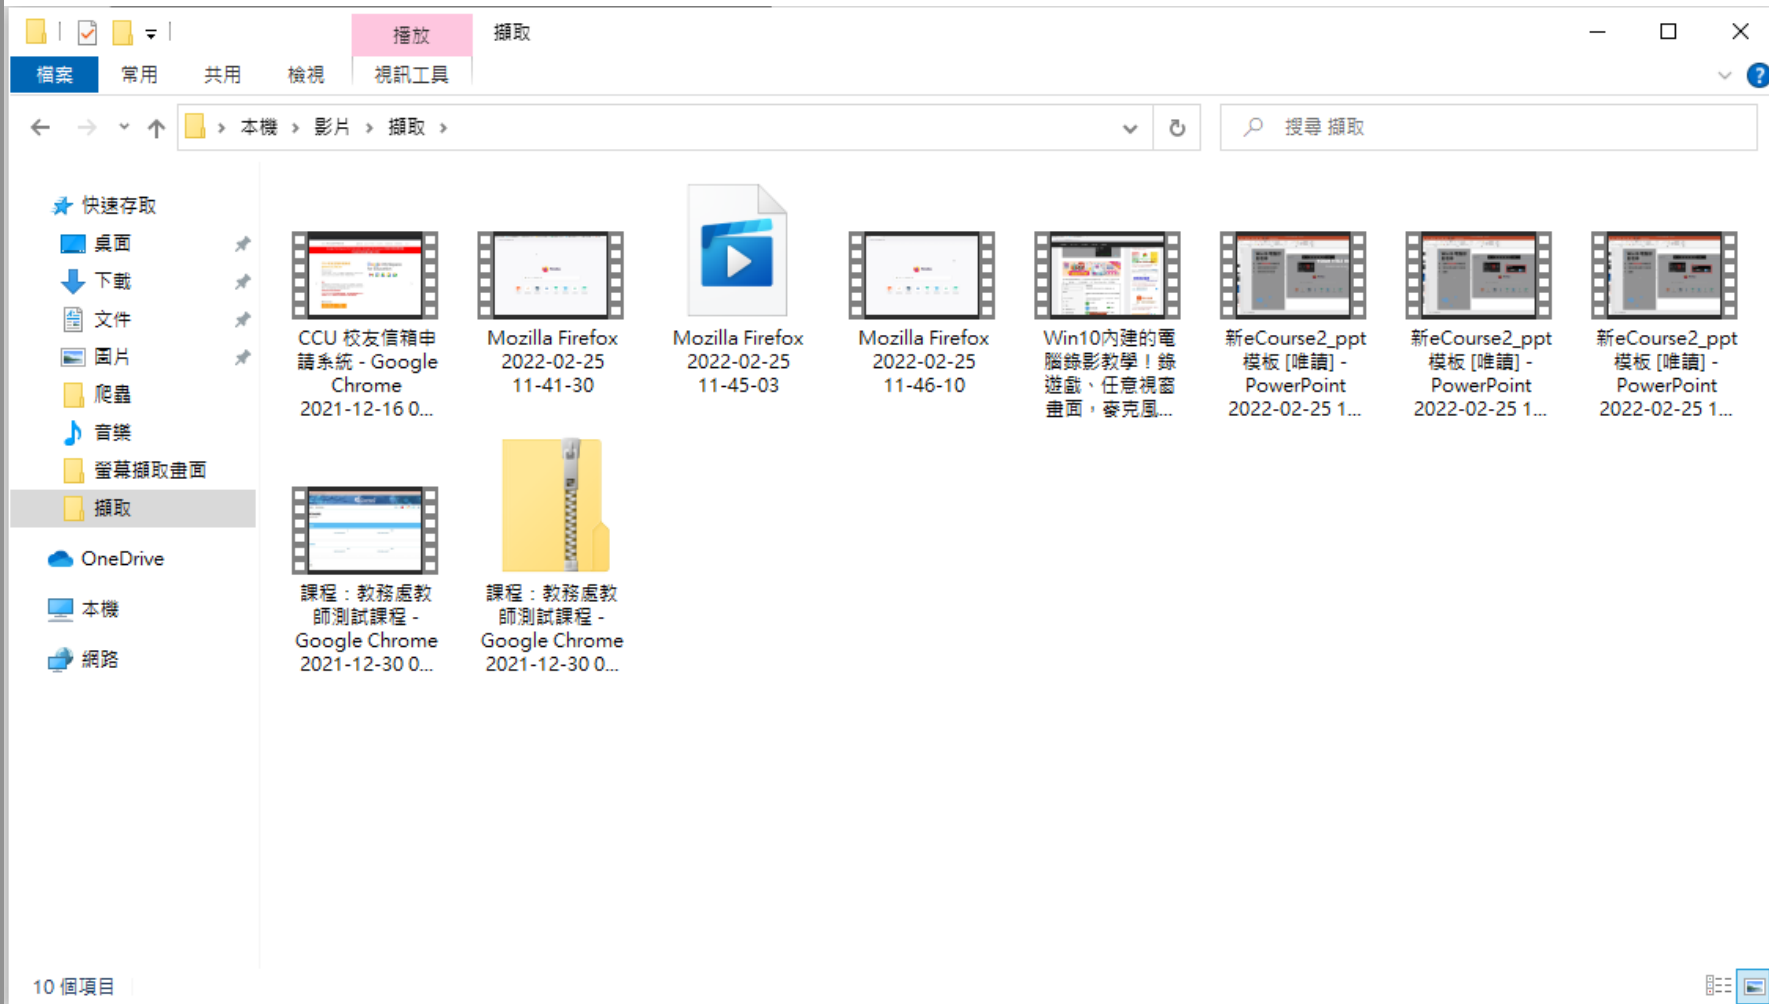 播放
擷取
檔案
常用
共用
檢視
視訊工具
本機 > 影片 > 擷取 >
搜尋 擷取
快速存取
桌面
下載
文件
圖片
爬蟲
音樂
螢幕擷取畫面
擷取
OneDrive
本機
網路
CCU 校友信箱申
請系統 - Google
Chrome
2021-12-16 0...
Mozilla Firefox
2022-02-25
11-41-30
Mozilla Firefox
2022-02-25
11-45-03
Mozilla Firefox
2022-02-25
11-46-10
Win10內建的電
腦錄影教學！錄
遊戲、任意視窗
畫面，麥克風...
新eCourse2_ppt
模板 [唯讀] -
PowerPoint
2022-02-25 1...
新eCourse2_ppt
模板 [唯讀] -
PowerPoint
2022-02-25 1...
新eCourse2_ppt
模板 [唯讀] -
PowerPoint
2022-02-25 1...
課程：教務處教
師測試課程 -
Google Chrome
2021-12-30 0...
課程：教務處教
師測試課程 -
Google Chrome
2021-12-30 0...
10 個項目